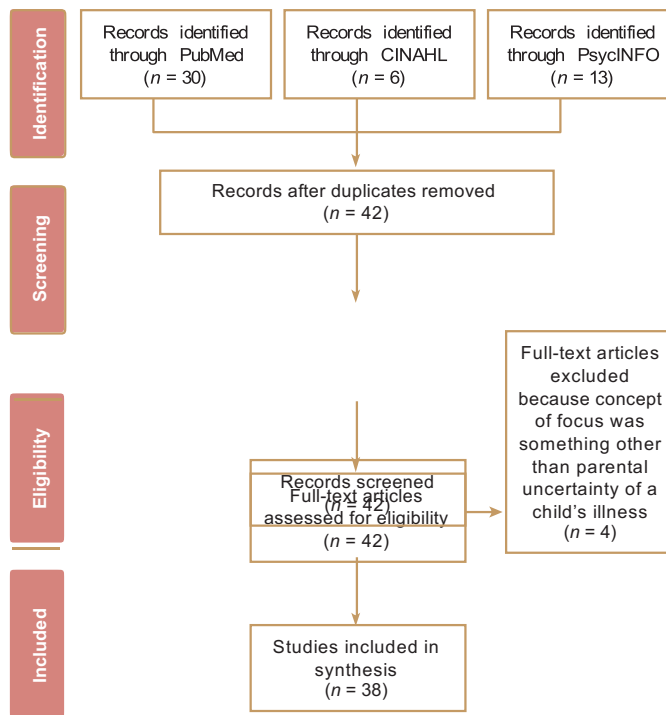 Identification
Records identified
through PubMed
(n = 30)
Records identified
through CINAHL
(n = 6)
Records identified
through PsycINFO
(n = 13)
Screening
Records after duplicates removed
(n = 42)
Eligibility
Records screened
(n = 42)
Full-text articles
assessed for eligibility
(n = 42)
Full-text articles
excluded
because concept
of focus was
something other
than parental
uncertainty of a
child's illness
(n = 4)
Included
Studies included in
synthesis
(n = 38)